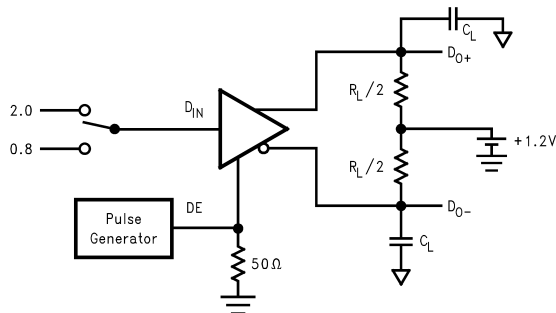 C_L
D_O+
R_L/2
2.0
D_IN
+1.2V
0.8
R_L/2
DE
D_O-
Pulse
Generator
C_L
50Ω